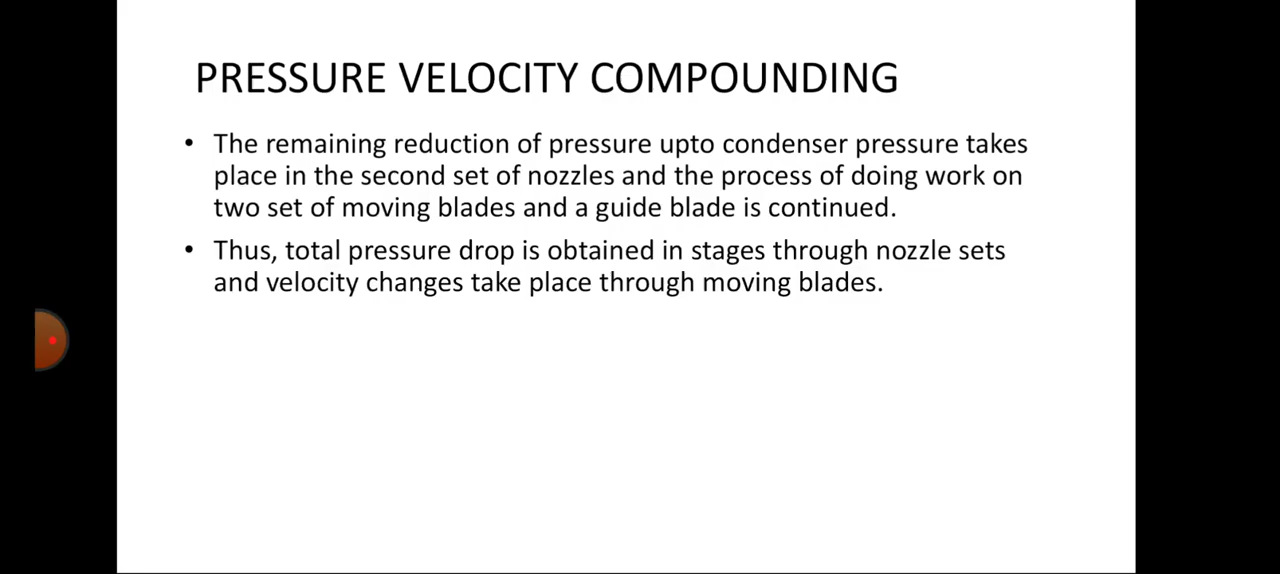 PRESSURE VELOCITY COMPOUNDING
• The remaining reduction of pressure upto condenser pressure takes
place in the second set of nozzles and the process of doing work on
two set of moving blades and a guide blade is continued.
• Thus, total pressure drop is obtained in stages through nozzle sets
and velocity changes take place through moving blades.